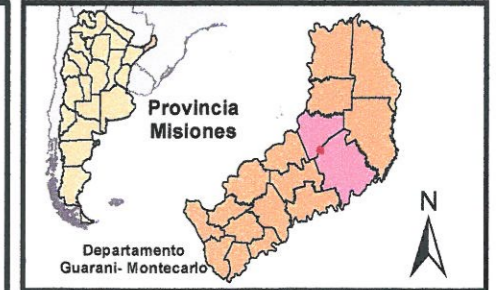 Provincia
Misiones
N
Departamento
Guarani- Montecarlo